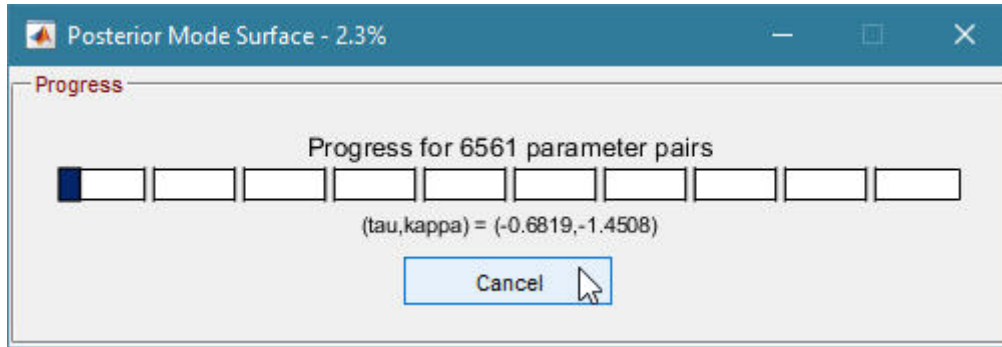 Posterior Mode Surface - 2.3%
Progress
Progress for 6561 parameter pairs
(tau,kappa) = (-0.6819,-1.4508)
Cancel